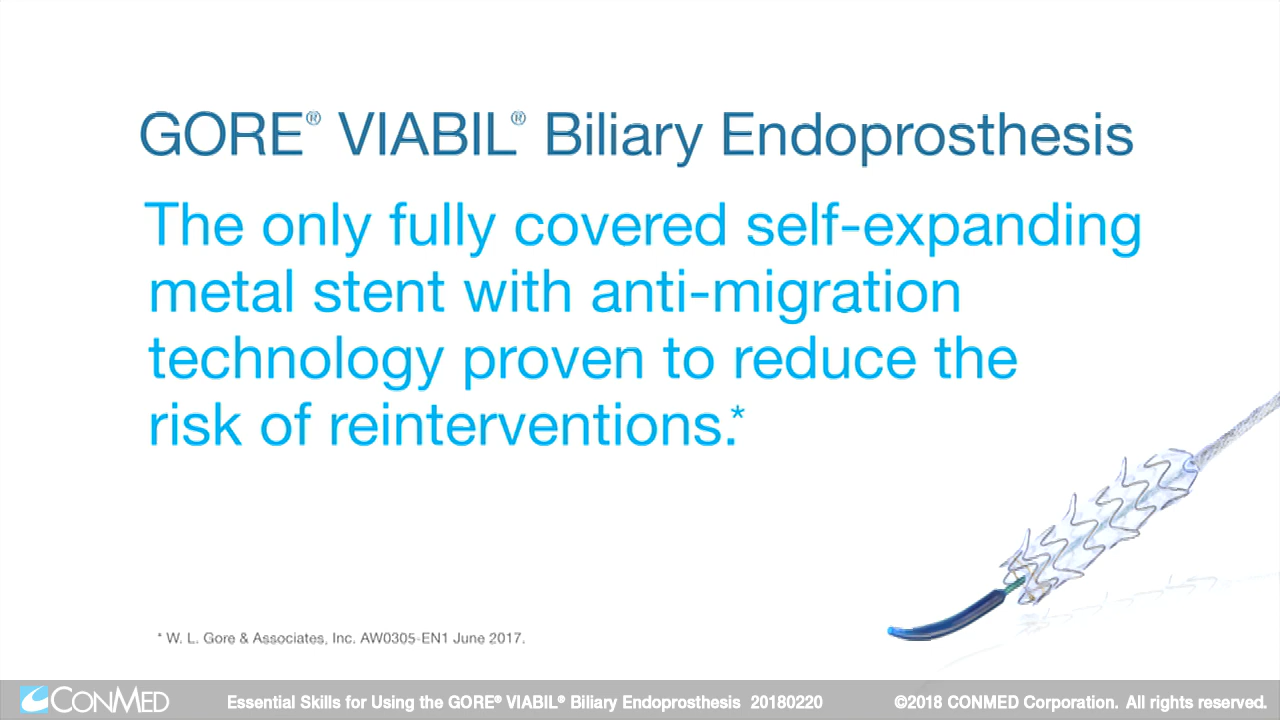 GORE® VIABIL® Biliary Endoprosthesis
The only fully covered self-expanding
metal stent with anti-migration
technology proven to reduce the
risk of reinterventions.*
* W. L. Gore & Associates, Inc. AW0305-EN1 June 2017.
CONMED Essential Skills for Using the GORE® VIABIL® Biliary Endoprosthesis 20180220 ©2018 CONMED Corporation. All rights reserved.